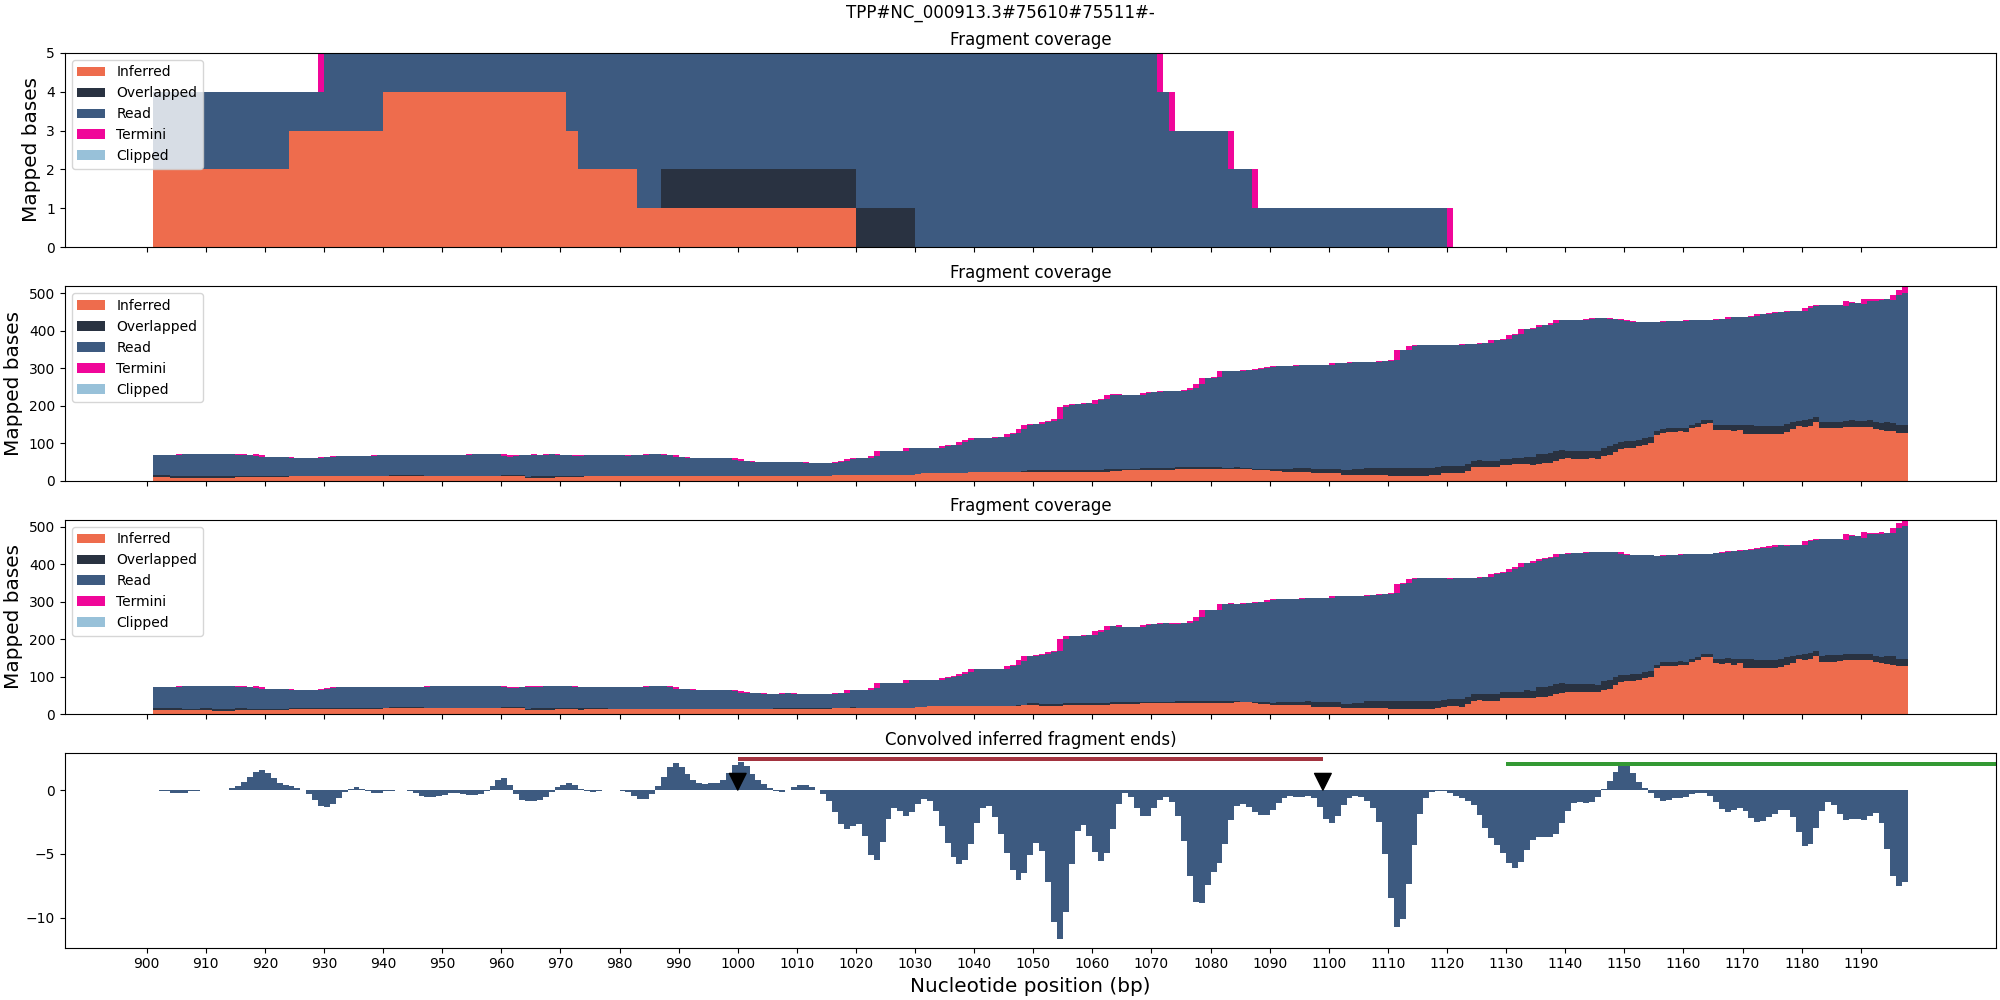 TPP#NC_000913.3#75610#75511#-
Fragment coverage
Mapped bases
5
4
3
2
1
0
Inferred
Overlapped
Read
Termini
Clipped
Fragment coverage
Mapped bases
500
400
300
200
100
0
Inferred
Overlapped
Read
Termini
Clipped
Fragment coverage
Mapped bases
500
400
300
200
100
0
Inferred
Overlapped
Read
Termini
Clipped
Convolved inferred fragment ends)
0
−5
−10
900 910 920 930 940 950 960 970 980 990 1000 1010 1020 1030 1040 1050 1060 1070 1080 1090 1100 1110 1120 1130 1140 1150 1160 1170 1180 1190
Nucleotide position (bp)